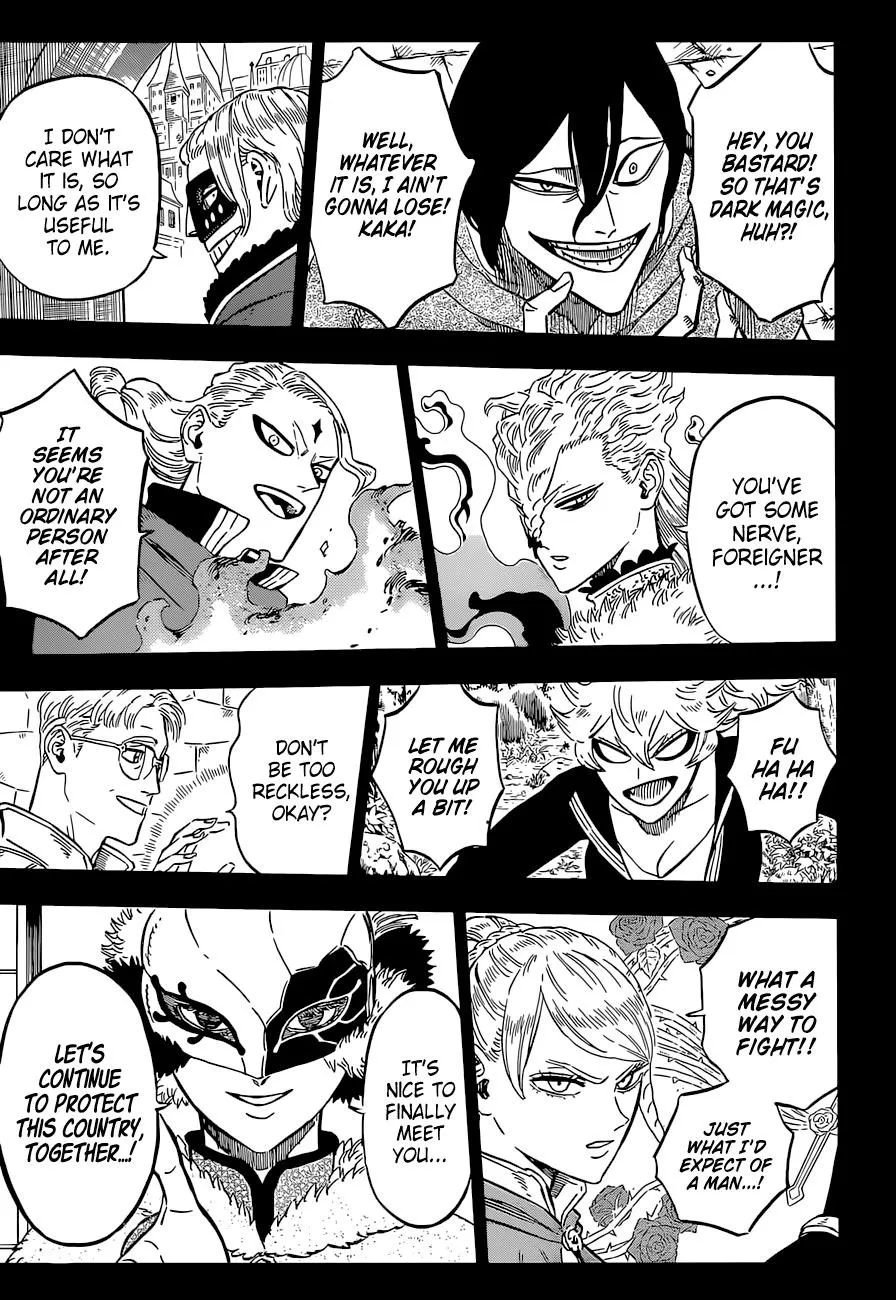 HEY, YOU
BASTARD!
SO THAT'S
DARK MAGIC,
HUH?!
WELL,
WHATEVER
IT IS, I AIN'T
GONNA LOSE!
KAKA!
I DON'T
CARE WHAT
IT IS, SO
LONG AS IT'S
USEFUL
TO ME.
YOU'VE
GOT SOME
NERVE,
FOREIGNER
...!
IT
SEEMS
YOU'RE
NOT AN
ORDINARY
PERSON
AFTER
ALL!
FU
HA HA
HA!!
LET ME
ROUGH
YOU UP
A BIT!
DON'T
BE TOO
RECKLESS,
OKAY?
WHAT A
MESSY
WAY TO
FIGHT!!
JUST
WHAT I'D
EXPECT OF
A MAN...!
IT'S
NICE TO
FINALLY
MEET
YOU...
LET'S
CONTINUE
TO PROTECT
THIS COUNTRY,
TOGETHER...!